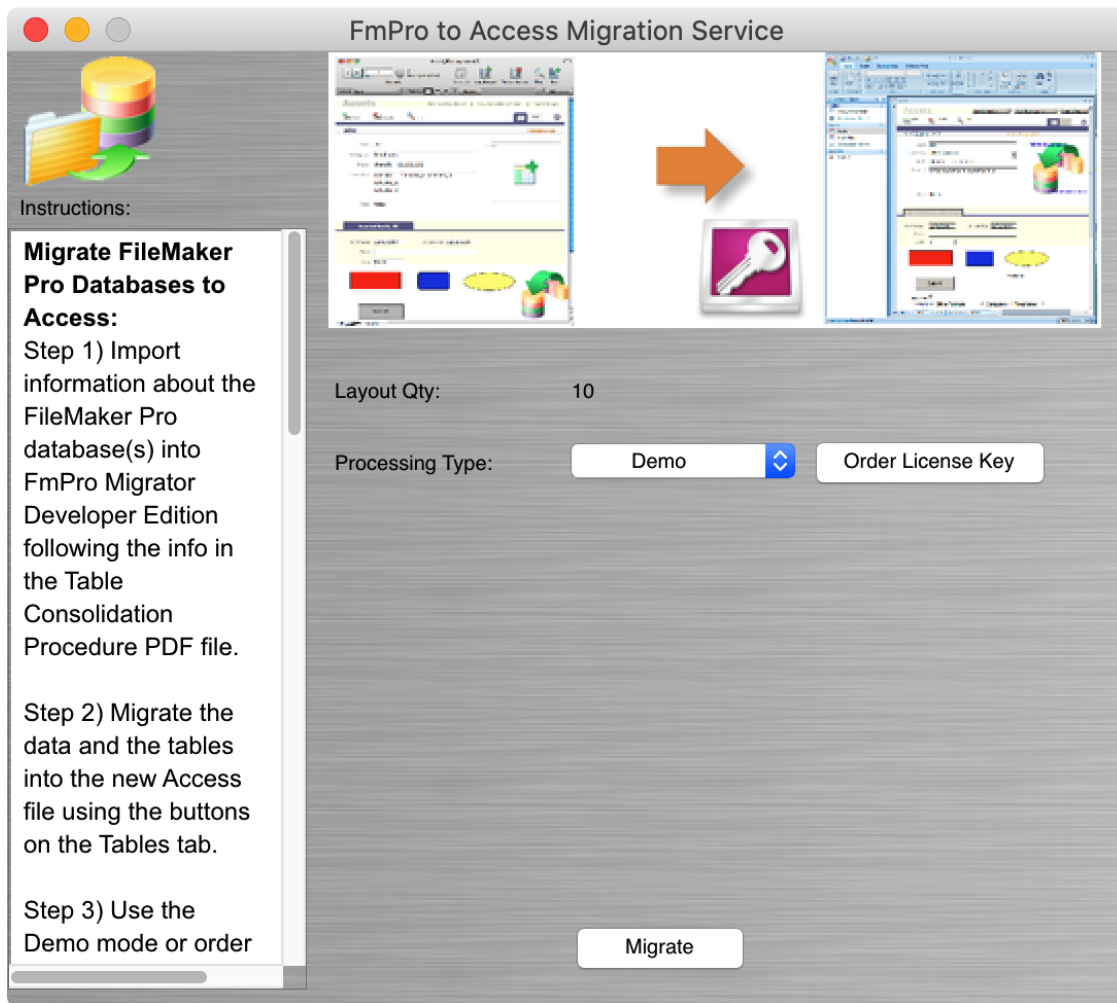 FmPro to Access Migration Service
Assets
Assets
Instructions:
Migrate FileMaker
Pro Databases to
Access:
Step 1) Import
information about the
FileMaker Pro
database(s) into
FmPro Migrator
Developer Edition
following the info in
the Table
Consolidation
Procedure PDF file.
Step 2) Migrate the
data and the tables
into the new Access
file using the buttons
on the Tables tab.
Step 3) Use the
Demo mode or order
Layout Qty: 10
Processing Type: Demo Order License Key
Migrate